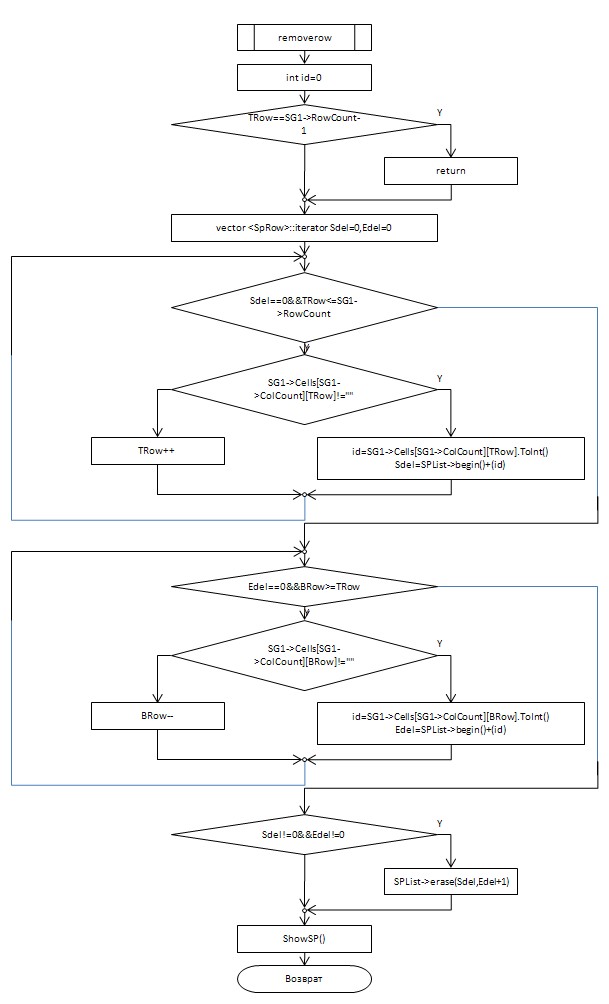 removerow
int id=0
TRow==SG1->RowCount-
1
Y
return
vector <SpRow>::iterator Sdel=0,Edel=0
Sdel==0&&TRow<=SG1-
>RowCount
Y
SG1->Cells[SG1-
>ColCount][TRow]!=""
Y
TRow++
id=SG1->Cells[SG1->ColCount][TRow].ToInt()
Sdel=SPList->begin()+(id)
Edel==0&&BRow>=TRow
Y
SG1->Cells[SG1-
>ColCount][BRow]!=""
Y
BRow--
id=SG1->Cells[SG1->ColCount][BRow].ToInt()
Edel=SPList->begin()+(id)
Sdel!=0&&Edel!=0
Y
SPList->erase(Sdel,Edel+1)
ShowSP()
Возврат